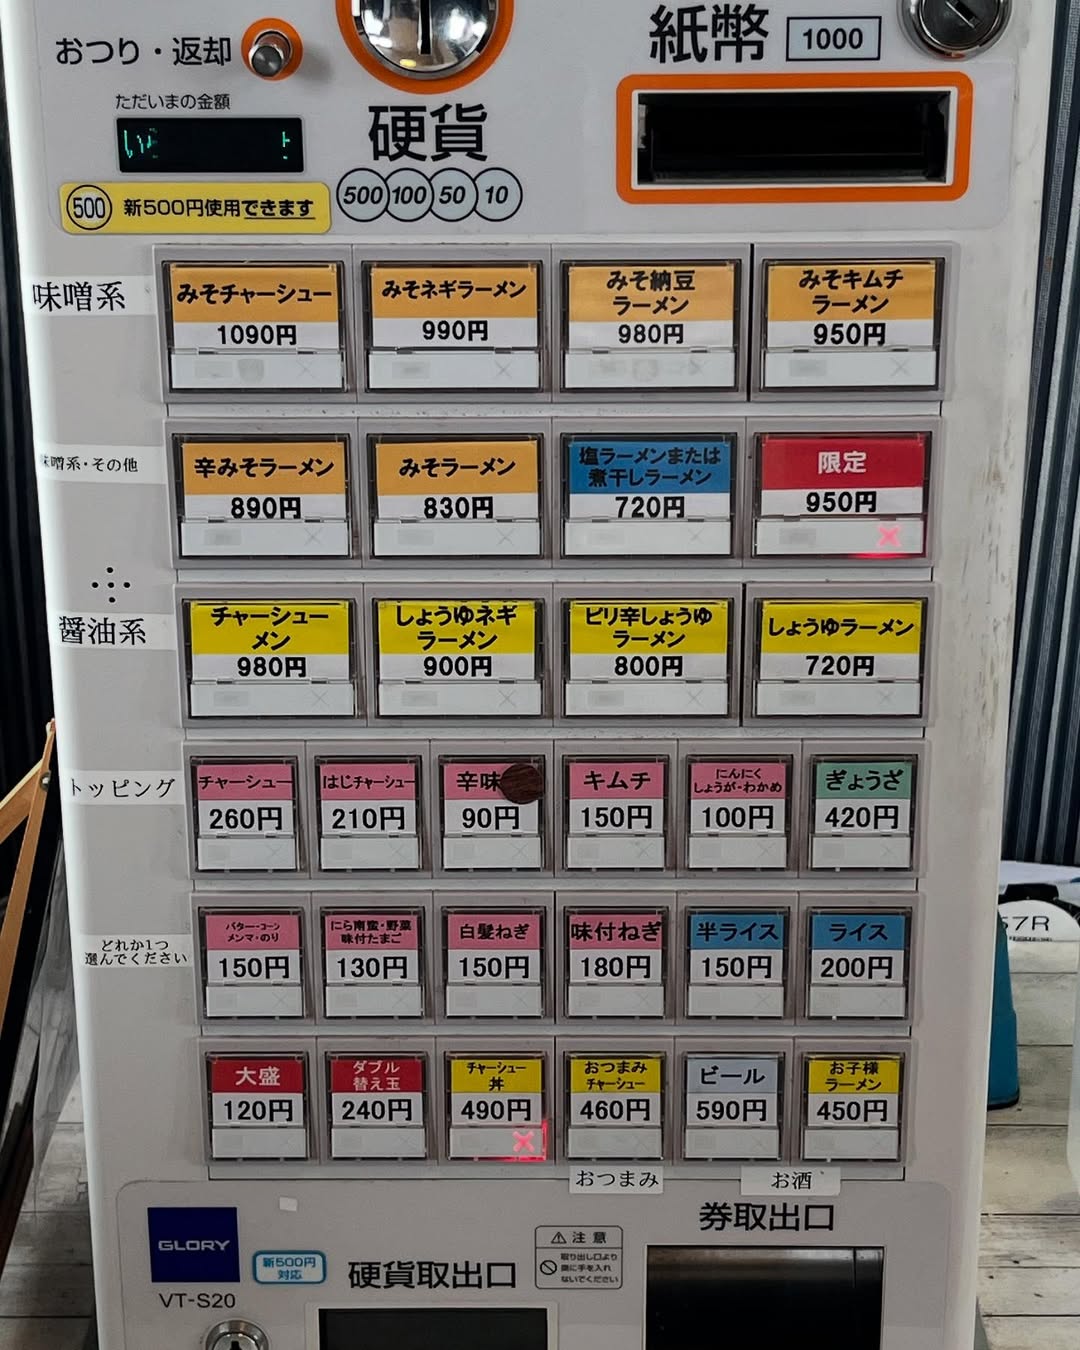 おつり・返却
ただいまの金額
硬貨
500 100 50 10
紙幣 1000
500 新500円使用できます
味噌系
みそチャーシュー
1090円
みそネギラーメン
990円
みそ納豆
ラーメン
980円
みそキムチ
ラーメン
950円
味噌系・その他
辛みそラーメン
890円
みそラーメン
830円
塩ラーメンまたは
煮干しラーメン
720円
限定
950円
醤油系
チャーシュー
メン
980円
しょうゆネギ
ラーメン
900円
ピリ辛しょうゆ
ラーメン
800円
しょうゆラーメン
720円
トッピング
チャーシュー
260円
はじチャーシュー
210円
辛味
90円
キムチ
150円
にんにく
しょうが・わかめ
100円
ぎょうざ
420円
どれか1つ
選んでください
バター・コーン
メンマ・のり
150円
にら南蛮・野菜
味付たまご
130円
白髪ねぎ
150円
味付ねぎ
180円
半ライス
150円
ライス
200円
大盛
120円
ダブル
替え玉
240円
チャーシュー
丼
490円
おつまみ
チャーシュー
460円
ビール
590円
お子様
ラーメン
450円
おつまみ
お酒
GLORY
VT-S20
新500円
対応
硬貨取出口
注意
取り出し口より
奥に手を入れ
ないでください
券取出口
57R